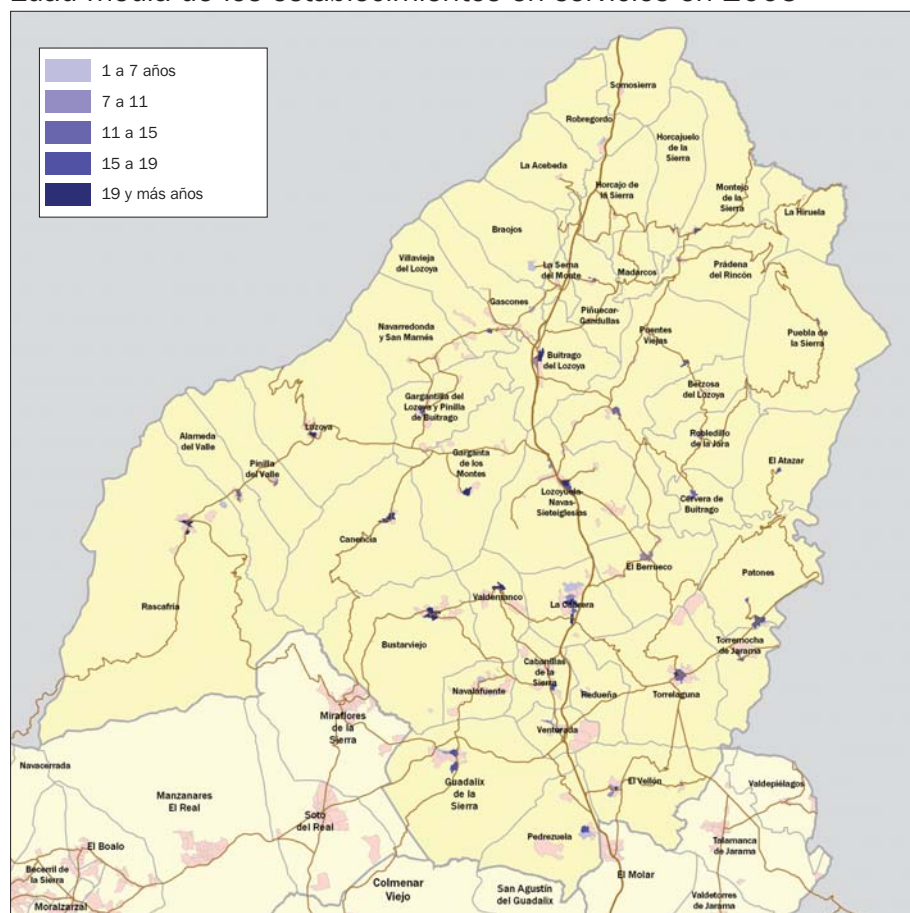 Edad media de los establecimientos en servicios en
1 a 7 años
7 a 11
11 a 15
15 a 19
19 y más años
Somosierra
Robregordo
Horcajuelo
de la
Sierra
La Acebeda
Horcajo de
la Sierra
Montejo
de la
Sierra
La Hiruela
Braojos
Villavieja
del Lozoya
La Serna
del Monte
Madarcos
Prádena
del Rincón
Gascones
Piñuecar-
Gandullas
Navarredonda
y San Mamés
Puentes
Viejas
Puebla de
la Sierra
Buitrago
del Lozoya
Berzosa
del Lozoya
Gargantilla del
Lozoya y Pinilla
de Buitrago
Lozoya
Robledillo
de la Jara
Alameda
del Valle
Garganta
de los
Montes
Pinilla
del Valle
El Atazar
Lozoyuela-
Navas-
Sieteiglesias
Cervera de
Buitrago
Canencia
El Berrueco
Patones
Valdemanco
La Cabrera
Rascafría
Bustarviejo
Torremocha
de Jarama
Cabanillas
de la
Sierra
Navalafuente
Redueña
Torrelaguna
Miraflores
de la
Sierra
Venturada
Navacerrada
Guadalix
de la
Sierra
El Vellón
Valdepiélagos
Manzanares
El Real
Soto
del Real
Pedrezuela
Talamanca
de Jarama
El Boalo
Becerril de
la Sierra
El Molar
Colmenar
Viejo
San Agustín
del Guadalix
Valdetorres
de Jarama
Moralzarzal